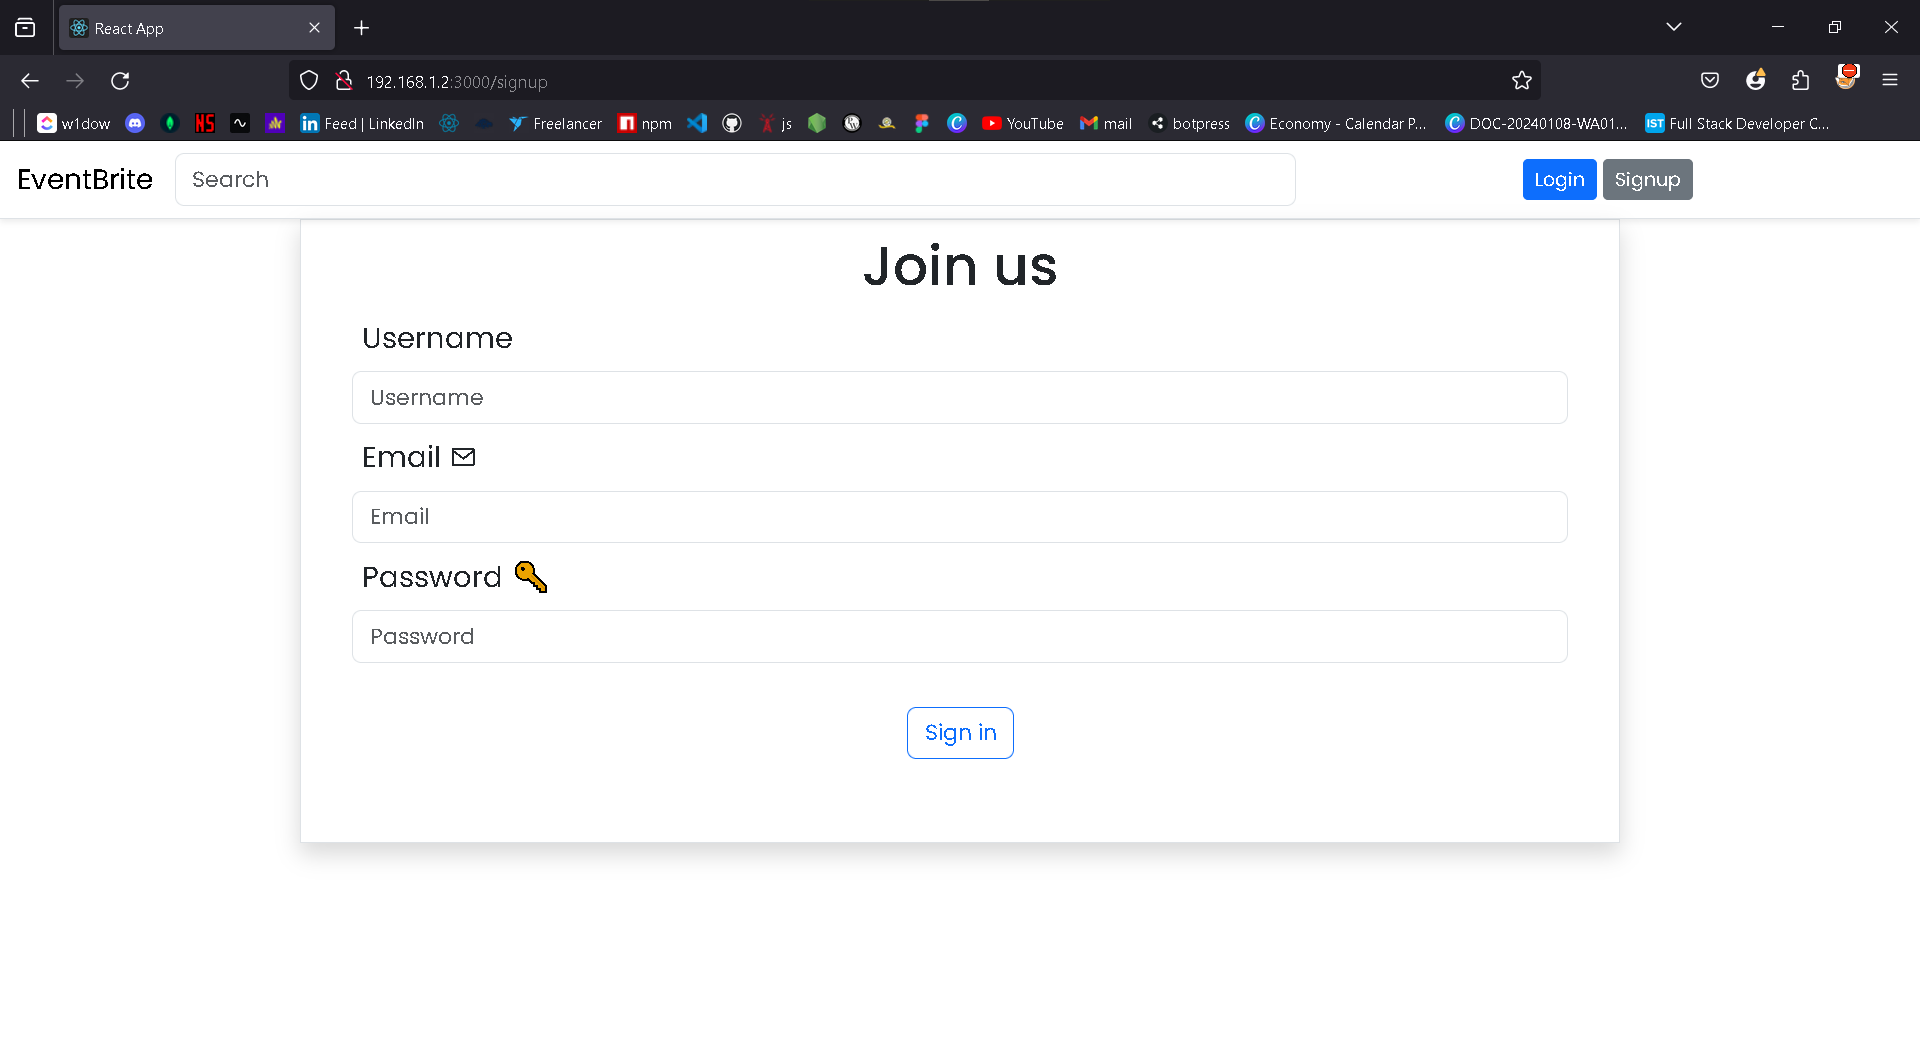 React App
192.168.1.2:3000/signup
w1dow NS Feed | LinkedIn Freelancer npm js YouTube mail botpress Economy - Calendar P... DOC-20240108-WA01... IST Full Stack Developer C...
EventBrite Search Login Signup
Join us
Username
Username
Email
Email
Password
Password
Sign in